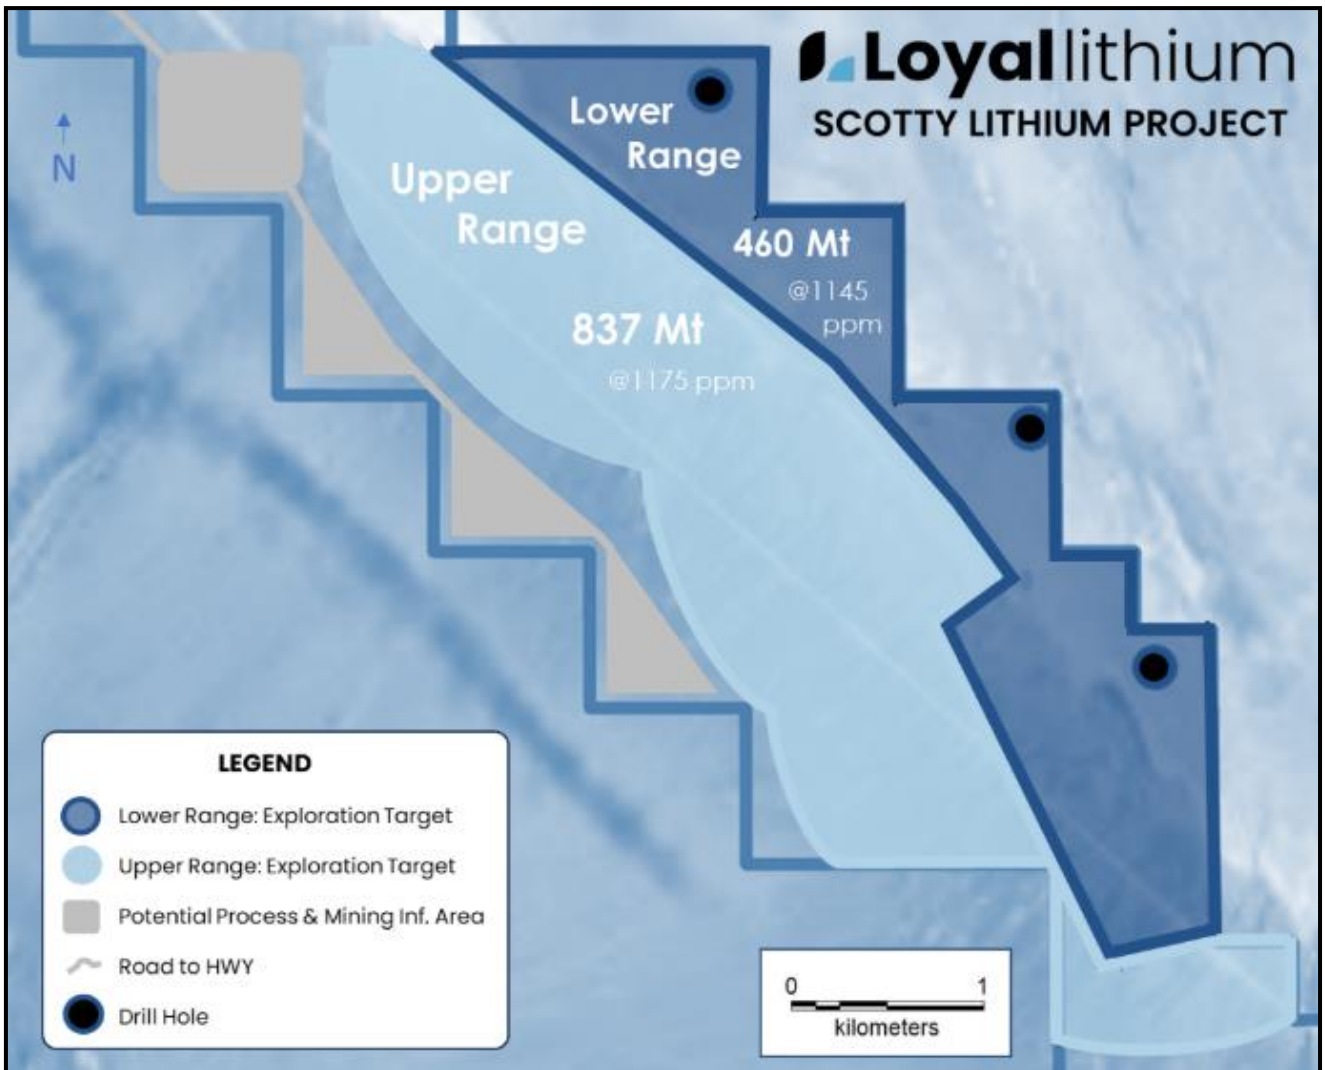 Loyallithium
SCOTTY LITHIUM PROJECT
N
Lower
Range
Upper
Range
460 Mt
@1145
ppm
837 Mt
@1175 ppm
LEGEND
Lower Range: Exploration Target
Upper Range: Exploration Target
Potential Process & Mining Inf. Area
Road to HWY
Drill Hole
0 1
kilometers